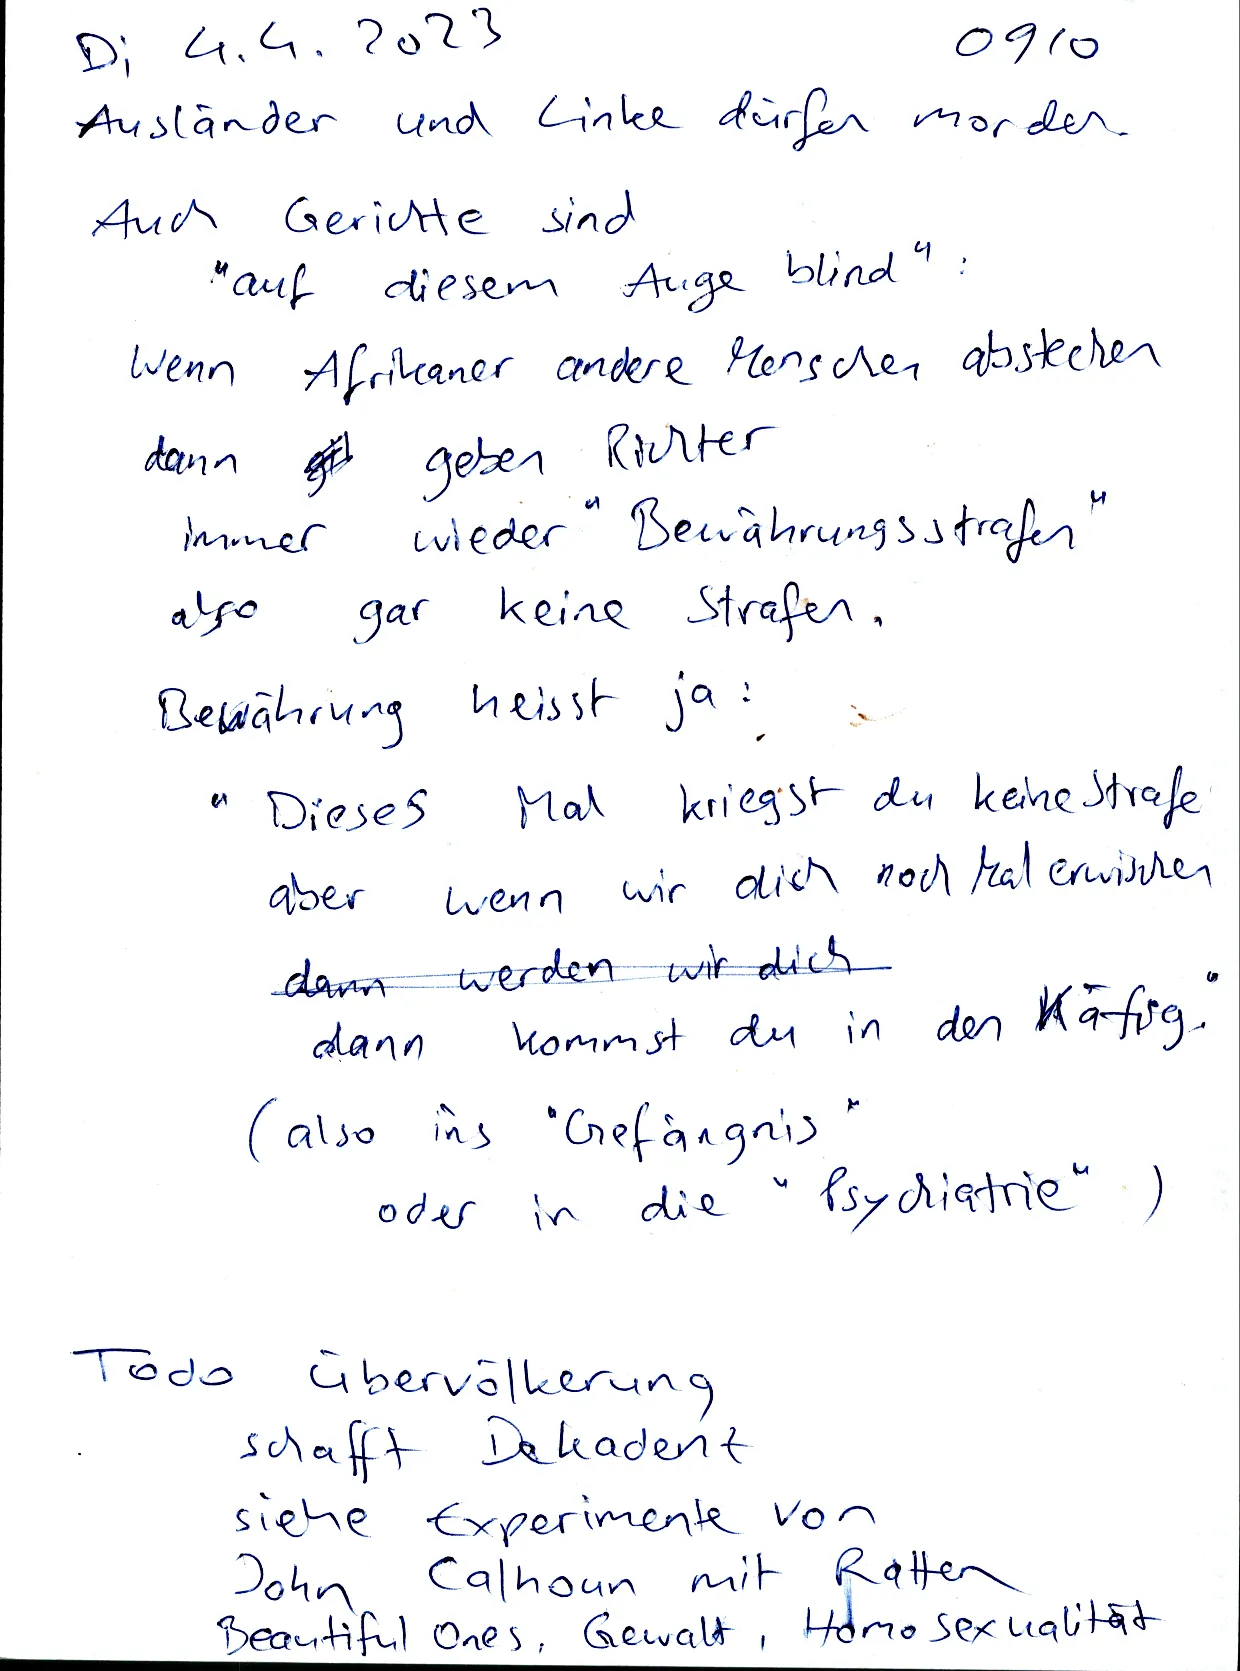 Di 4.4.2023 0910
Ausländer und Linke dürfen morden.
Auch Gerichte sind
"auf diesem Auge blind":
Wenn Afrikaner andere Menschen abstechen
dann geben Richter
immer wieder "Bewährungsstrafen"
also gar keine Strafen.
Bewährung heisst ja:
"Dieses Mal kriegst du keine Strafe
aber wenn wir dich noch Mal erwischen
dann werden wir dich
dann kommst du in den Käfig."
(also ins "Gefängnis"
oder in die "Psychiatrie")
Todo Übervölkerung
schafft Dekadent
siehe Experimente von
John Calhoun mit Ratten
Beautiful Ones, Gewalt, Homosexualität